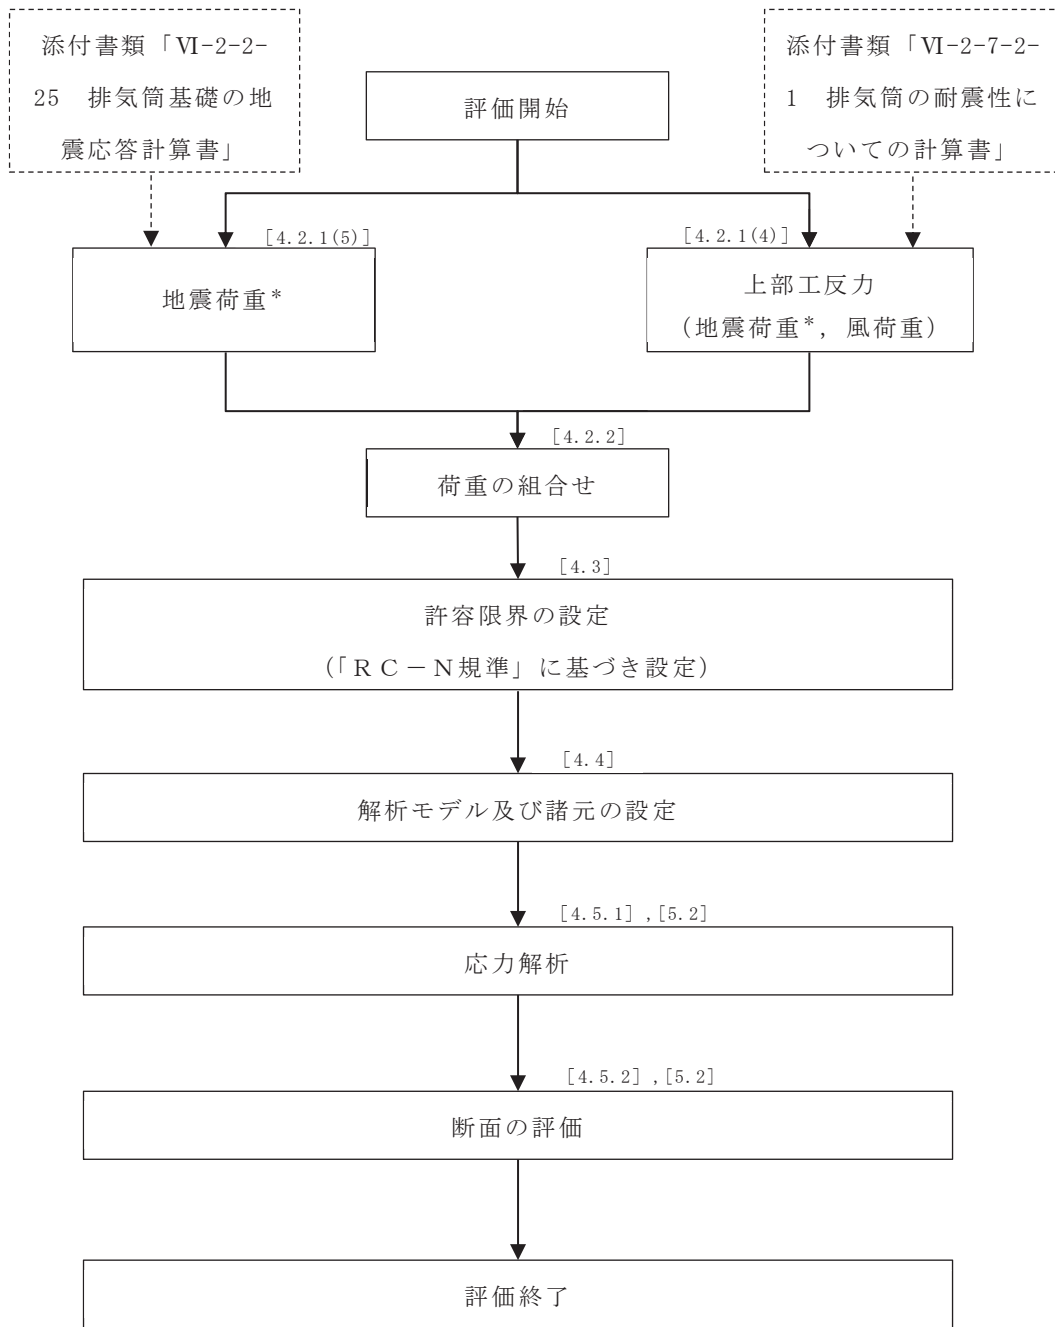 添付書類「Ⅵ-2-2-
25　排気筒基礎の地
震応答計算書」
添付書類「Ⅵ-2-7-2-
1　排気筒の耐震性に
ついての計算書」
評価開始
[4.2.1(5)]
[4.2.1(4)]
地震荷重*
上部工反力
（地震荷重*，風荷重）
[4.2.2]
荷重の組合せ
[4.3]
許容限界の設定
（「ＲＣ－Ｎ規準」に基づき設定）
[4.4]
解析モデル及び諸元の設定
[4.5.1],[5.2]
応力解析
[4.5.2],[5.2]
断面の評価
評価終了